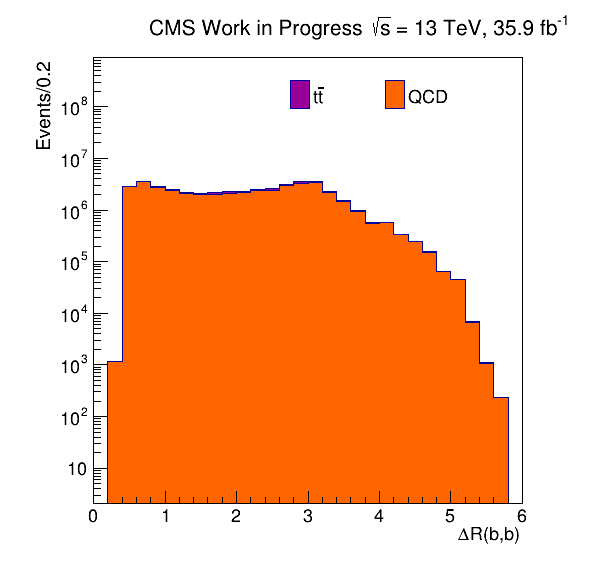 CMS Work in Progress √s = 13 TeV, 35.9 fb⁻¹
Events/0.2
tt̄
QCD
10⁸
10⁷
10⁶
10⁵
10⁴
10³
10²
10
0 1 2 3 4 5 6
ΔR(b,b)